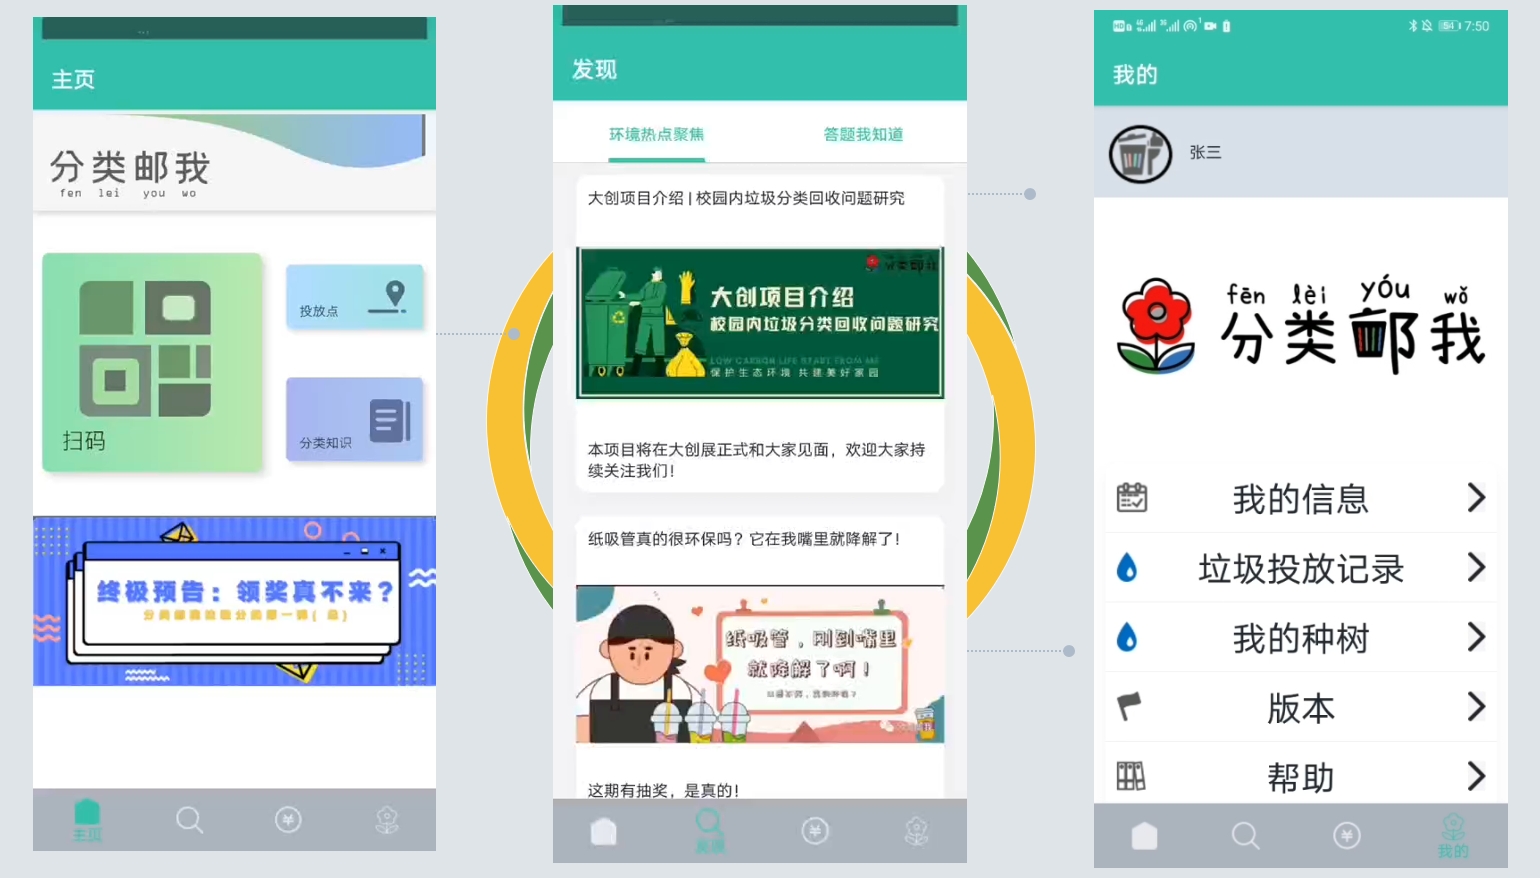 主页
分类邮我
fen lei you wo
扫码
投放点
分类知识
终极预告：领奖真不来？
主页
发现
环境热点聚焦
答题我知道
大创项目介绍 | 校园内垃圾分类回收问题研究
分类邮我
大创项目介绍
校园内垃圾分类回收问题研究
LOW CARBON LIFE START FROM ME
保护生态环境 共建美好家园
本项目将在大创展正式和大家见面，欢迎大家持
续关注我们！
纸吸管真的很环保吗？它在我嘴里就降解了！
纸吸管，刚到嘴里
就降解了啊！
这期有抽奖，是真的！
发现
7:50
我的
张三
fēn lèi yóu wǒ
分类邮我
我的信息
垃圾投放记录
我的种树
版本
帮助
我的